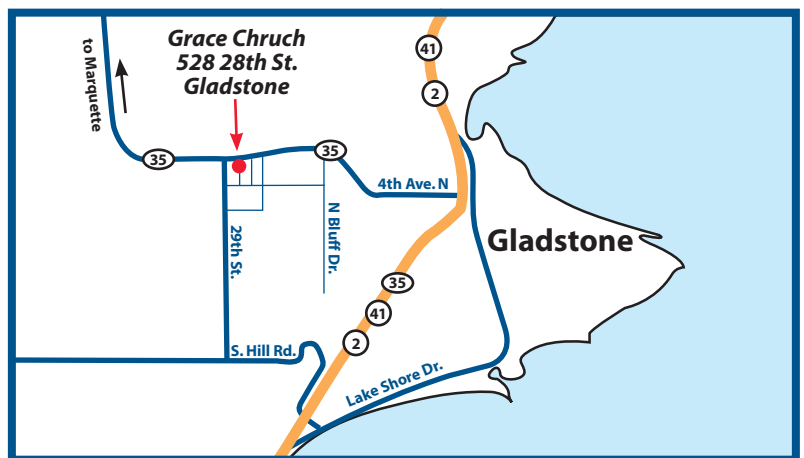 to Marquette
Grace Chruch
528 28th St.
Gladstone
41
2
35
35
4th Ave. N
29th St.
N Bluff Dr.
Gladstone
35
41
2
S. Hill Rd.
Lake Shore Dr.